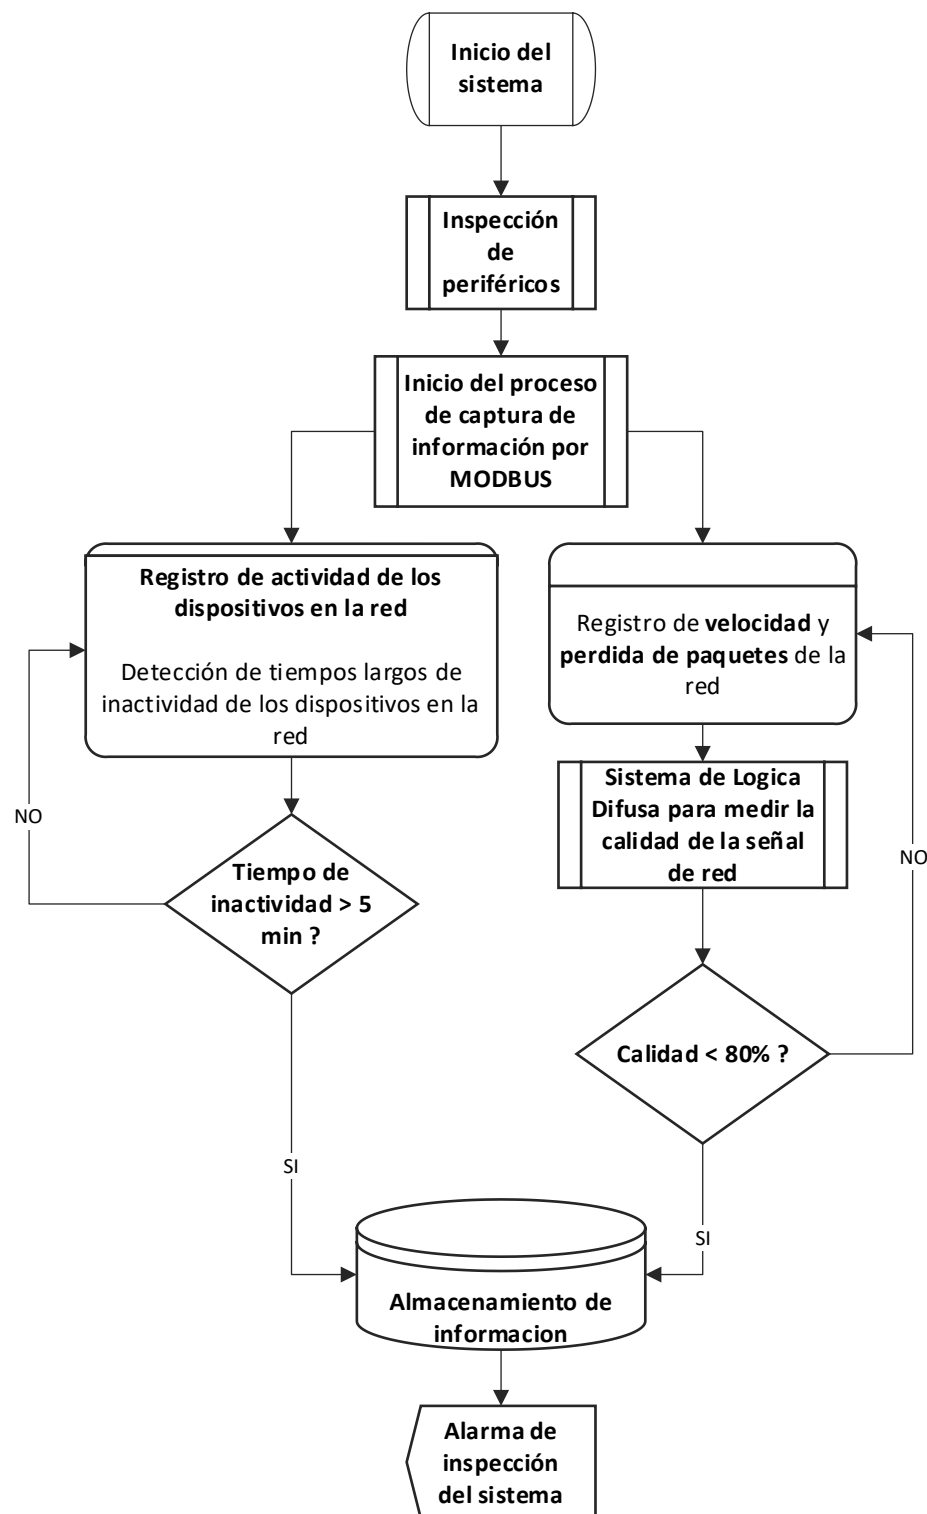 Inicio del
sistema
Inspección
de
periféricos
Inicio del proceso
de captura de
información por
MODBUS
Registro de actividad de los
dispositivos en la red
Detección de tiempos largos de
inactividad de los dispositivos en la
red
NO
Tiempo de
inactividad > 5
min ?
SI
Registro de velocidad y
perdida de paquetes de la
red
Sistema de Logica
Difusa para medir la
calidad de la señal
de red
NO
Calidad < 80% ?
SI
Almacenamiento de
informacion
Alarma de
inspección
del sistema